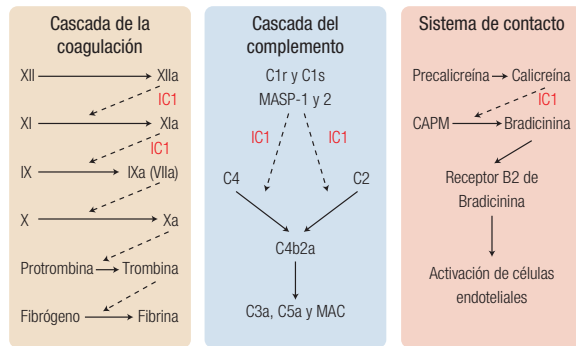 Cascada de la
coagulación
XII XIIa
IC1
XI XIa
IC1
IX IXa (VIIa)
X Xa
Protrombina Trombina
Fibrógeno Fibrina
Cascada del
complemento
C1r y C1s
MASP-1 y 2
IC1 IC1
C4 C2
C4b2a
C3a, C5a y MAC
Sistema de contacto
Precalicreína Calicreína
IC1
CAPM Bradicinina
Receptor B2 de
Bradicinina
Activación de células
endoteliales